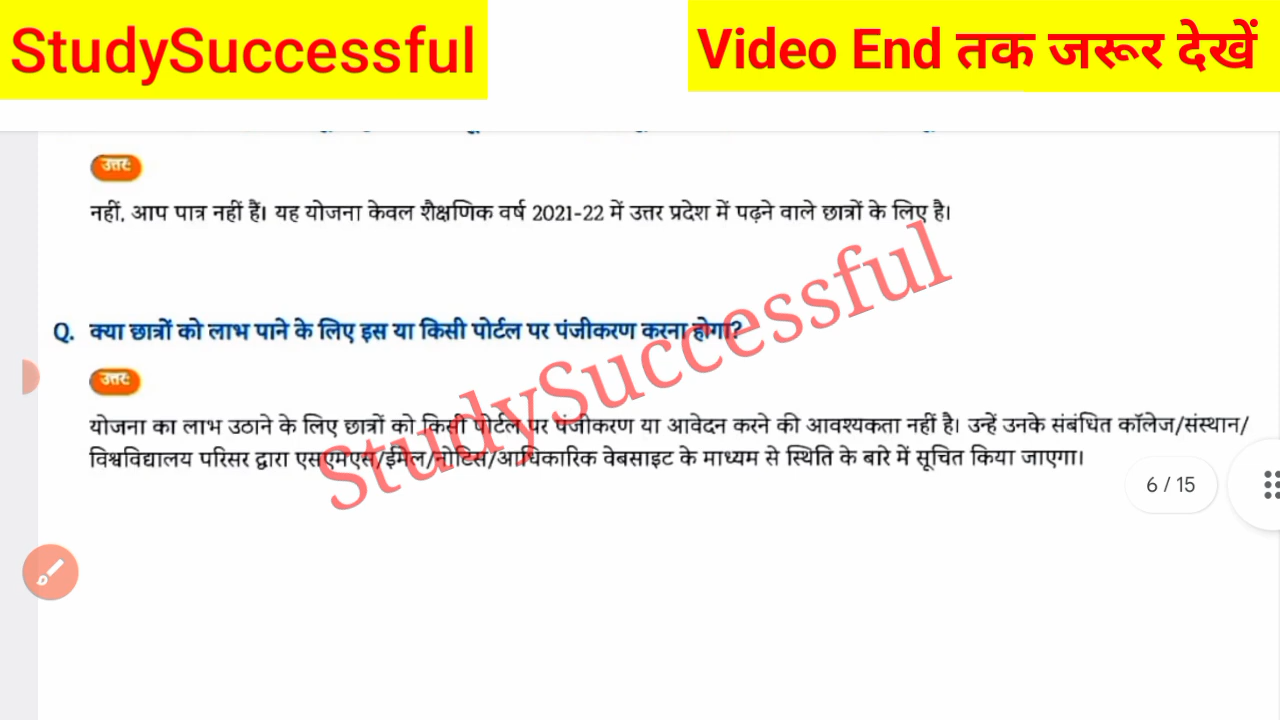 StudySuccessful
Video End तक जरूर देखें
उत्तर:
नहीं, आप पात्र नहीं हैं। यह योजना केवल शैक्षणिक वर्ष 2021-22 में उत्तर प्रदेश में पढ़ने वाले छात्रों के लिए है।
Q. क्या छात्रों को लाभ पाने के लिए इस या किसी पोर्टल पर पंजीकरण करना होगा?
उत्तर:
योजना का लाभ उठाने के लिए छात्रों को किसी पोर्टल पर पंजीकरण या आवेदन करने की आवश्यकता नहीं है। उन्हें उनके संबंधित कॉलेज/संस्थान/
विश्वविद्यालय परिसर द्वारा एसएमएस/ईमेल/नोटिस/आधिकारिक वेबसाइट के माध्यम से स्थिति के बारे में सूचित किया जाएगा।
StudySuccessful
6 / 15